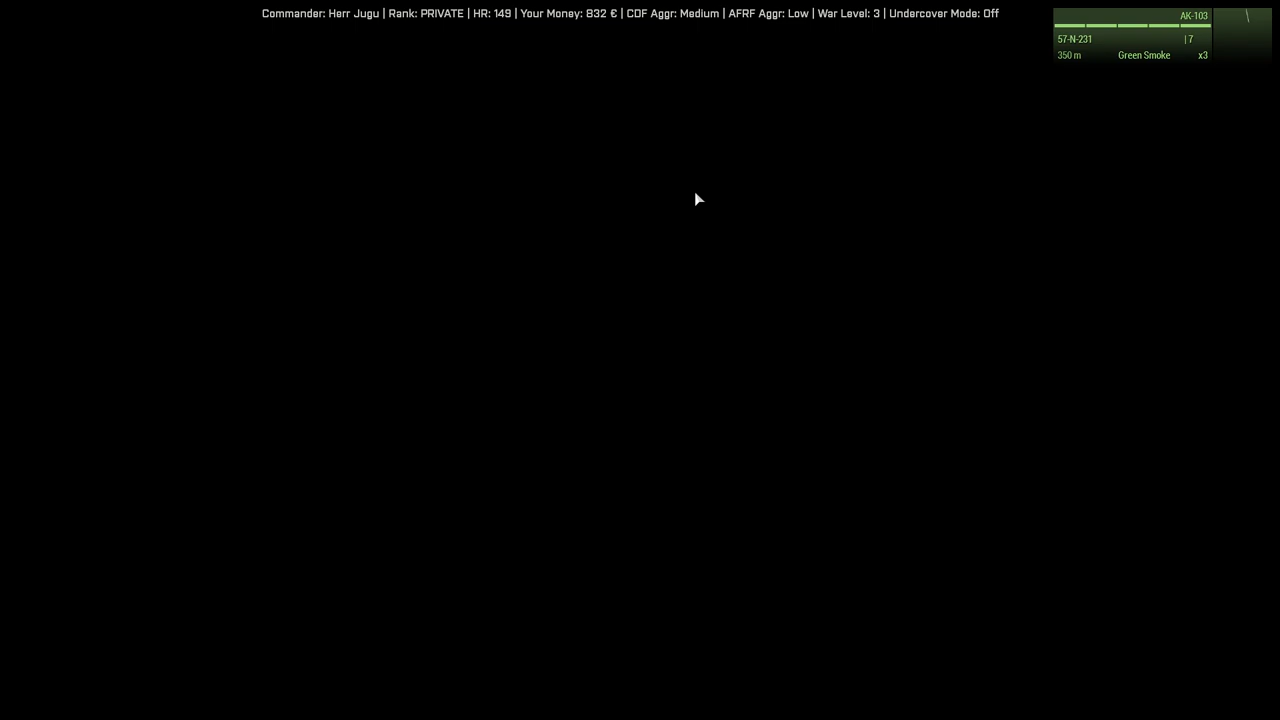 Commander: Herr Jugu | Rank: PRIVATE | HR: 149 | Your Money: 832 € | CDF Aggr: Medium | AFRF Aggr: Low | War Level: 3 | Undercover Mode: Off
AK-103
57-N-231 | 7
350 m Green Smoke x3